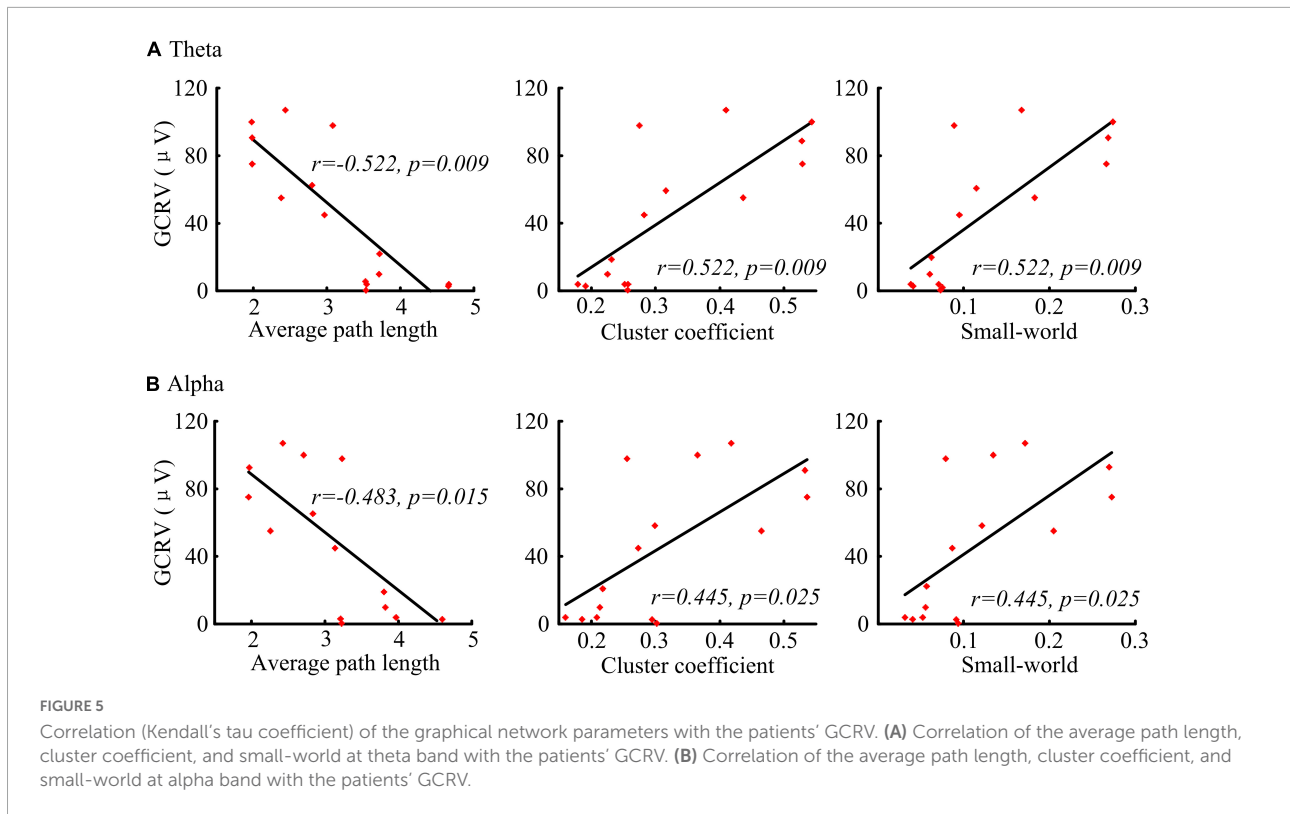 A Theta
120
80
40
0
GCRV ( μ V)
r=-0.522, p=0.009
2 3 4 5
Average path length
120
80
40
0
r=0.522, p=0.009
0.2 0.3 0.4 0.5
Cluster coefficient
120
80
40
0
r=0.522, p=0.009
0.1 0.2 0.3
Small-world
B Alpha
120
80
40
0
GCRV ( μ V)
r=-0.483, p=0.015
2 3 4 5
Average path length
120
80
40
0
r=0.445, p=0.025
0.2 0.3 0.4 0.5
Cluster coefficient
120
80
40
0
r=0.445, p=0.025
0.1 0.2 0.3
Small-world
FIGURE 5
Correlation (Kendall's tau coefficient) of the graphical network parameters with the patients' GCRV. (A) Correlation of the average path length,
cluster coefficient, and small-world at theta band with the patients' GCRV. (B) Correlation of the average path length, cluster coefficient, and
small-world at alpha band with the patients' GCRV.